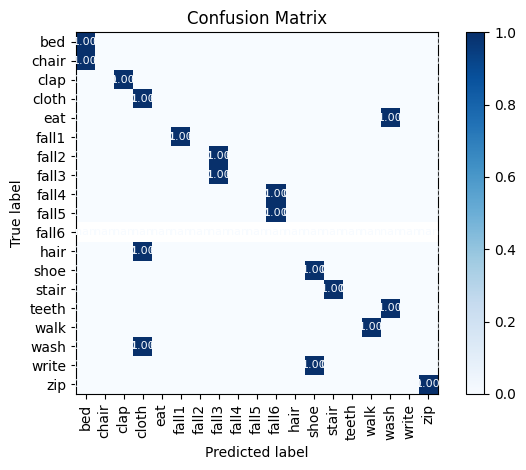 Confusion Matrix
bed 1.00
chair 1.00
clap 1.00
cloth 1.00
eat 1.00
fall1 1.00
fall2 1.00
fall3 1.00
fall4 1.00
fall5 1.00
fall6
hair 1.00
shoe 1.00
stair 1.00
teeth 1.00
walk 1.00
wash 1.00
write 1.00
zip 1.00
True label
bed chair clap cloth eat fall1 fall2 fall3 fall4 fall5 fall6 hair shoe stair teeth walk wash write zip
Predicted label
1.0
0.8
0.6
0.4
0.2
0.0